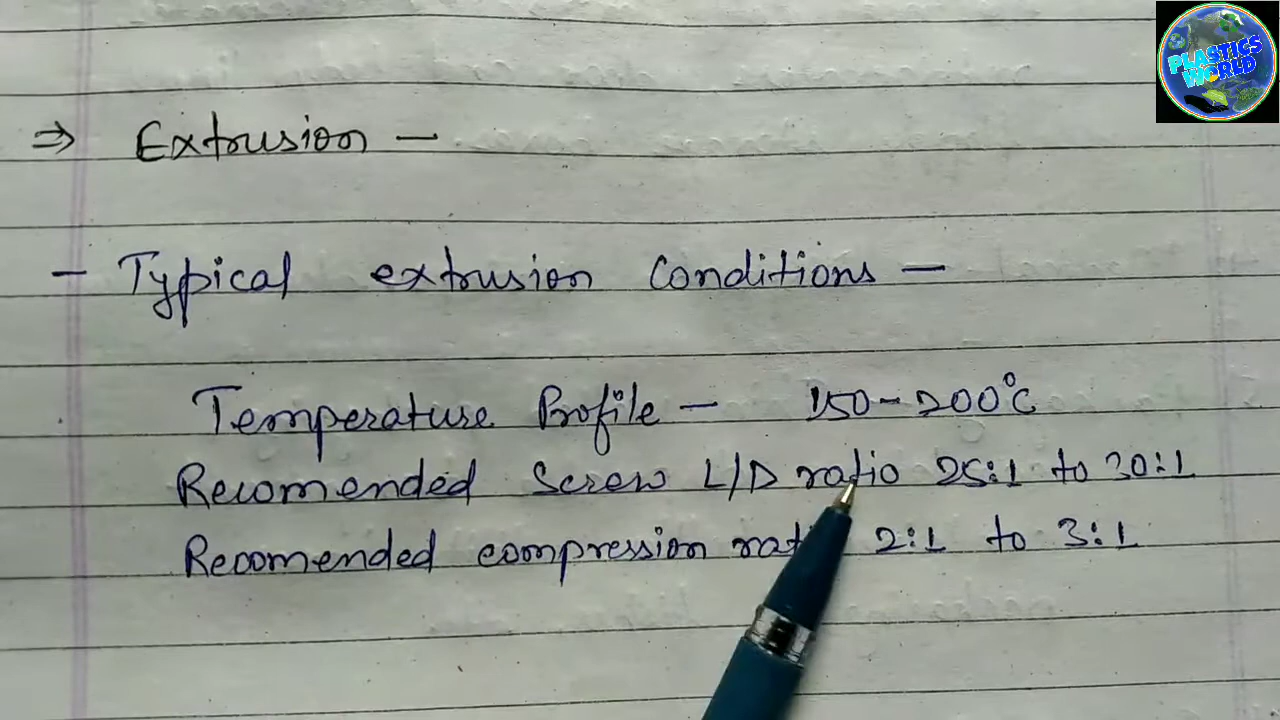 PLASTICS
WORLD
⇒ Extrusion —
- Typical extrusion Conditions —
Temperature Profile — 150-200°C
Recomended Screw L/D ratio 25:1 to 30:1
Recomended compression rati 2:1 to 3:1